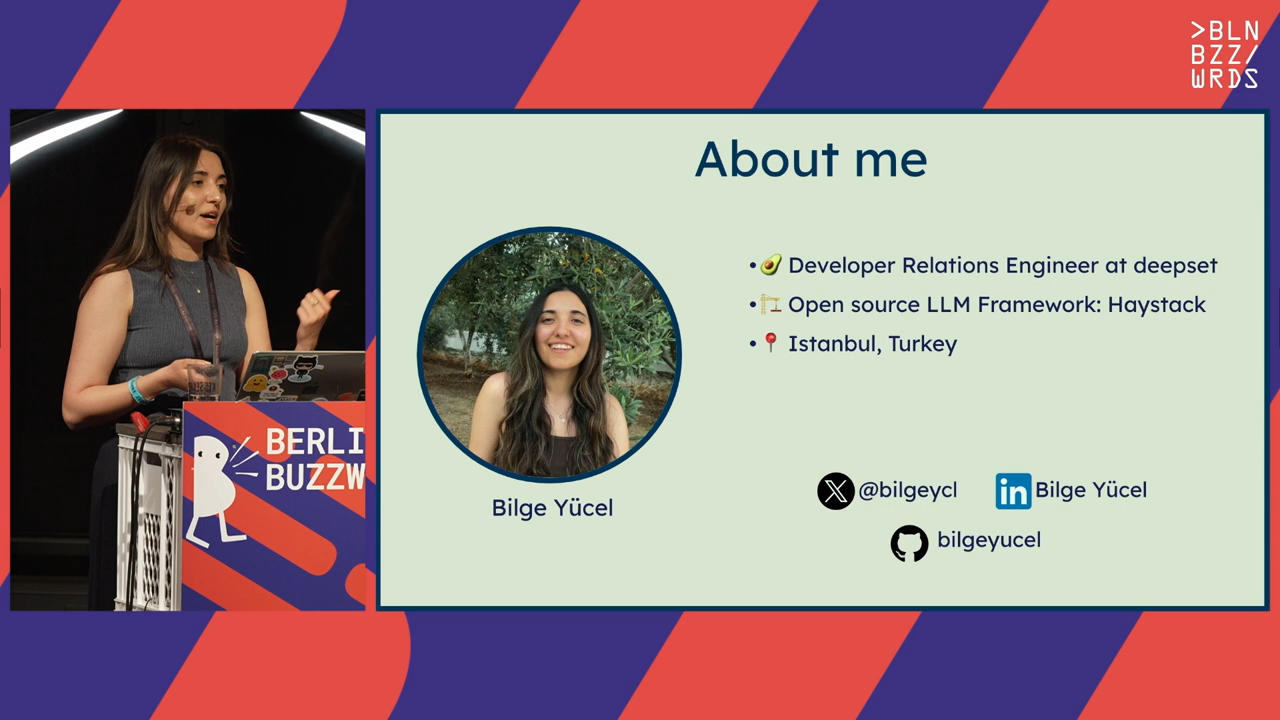 >BLN
BZZ/
WRDS
About me
•🥑 Developer Relations Engineer at deepset
•🏗️ Open source LLM Framework: Haystack
•📍 Istanbul, Turkey
Bilge Yücel
@bilgeycl
in Bilge Yücel
bilgeyucel
BERLI
BUZZW